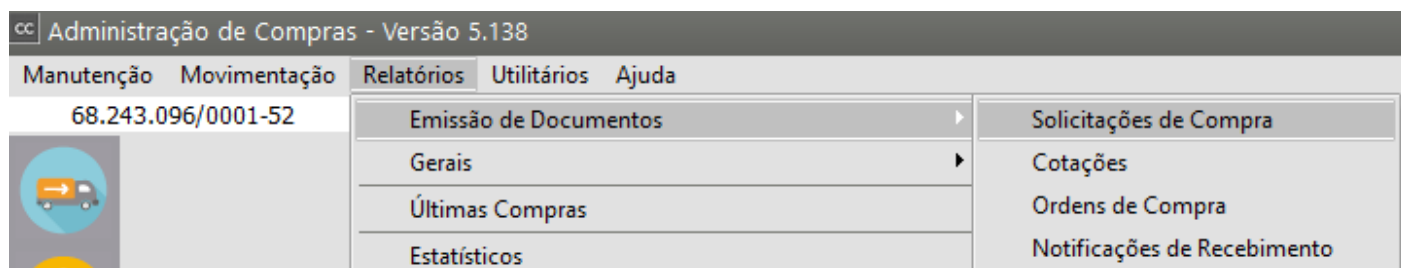 cc Administração de Compras - Versão 5.138
Manutenção Movimentação Relatórios Utilitários Ajuda
68.243.096/0001-52
Emissão de Documentos
Gerais
Últimas Compras
Estatísticos
Solicitações de Compra
Cotações
Ordens de Compra
Notificações de Recebimento